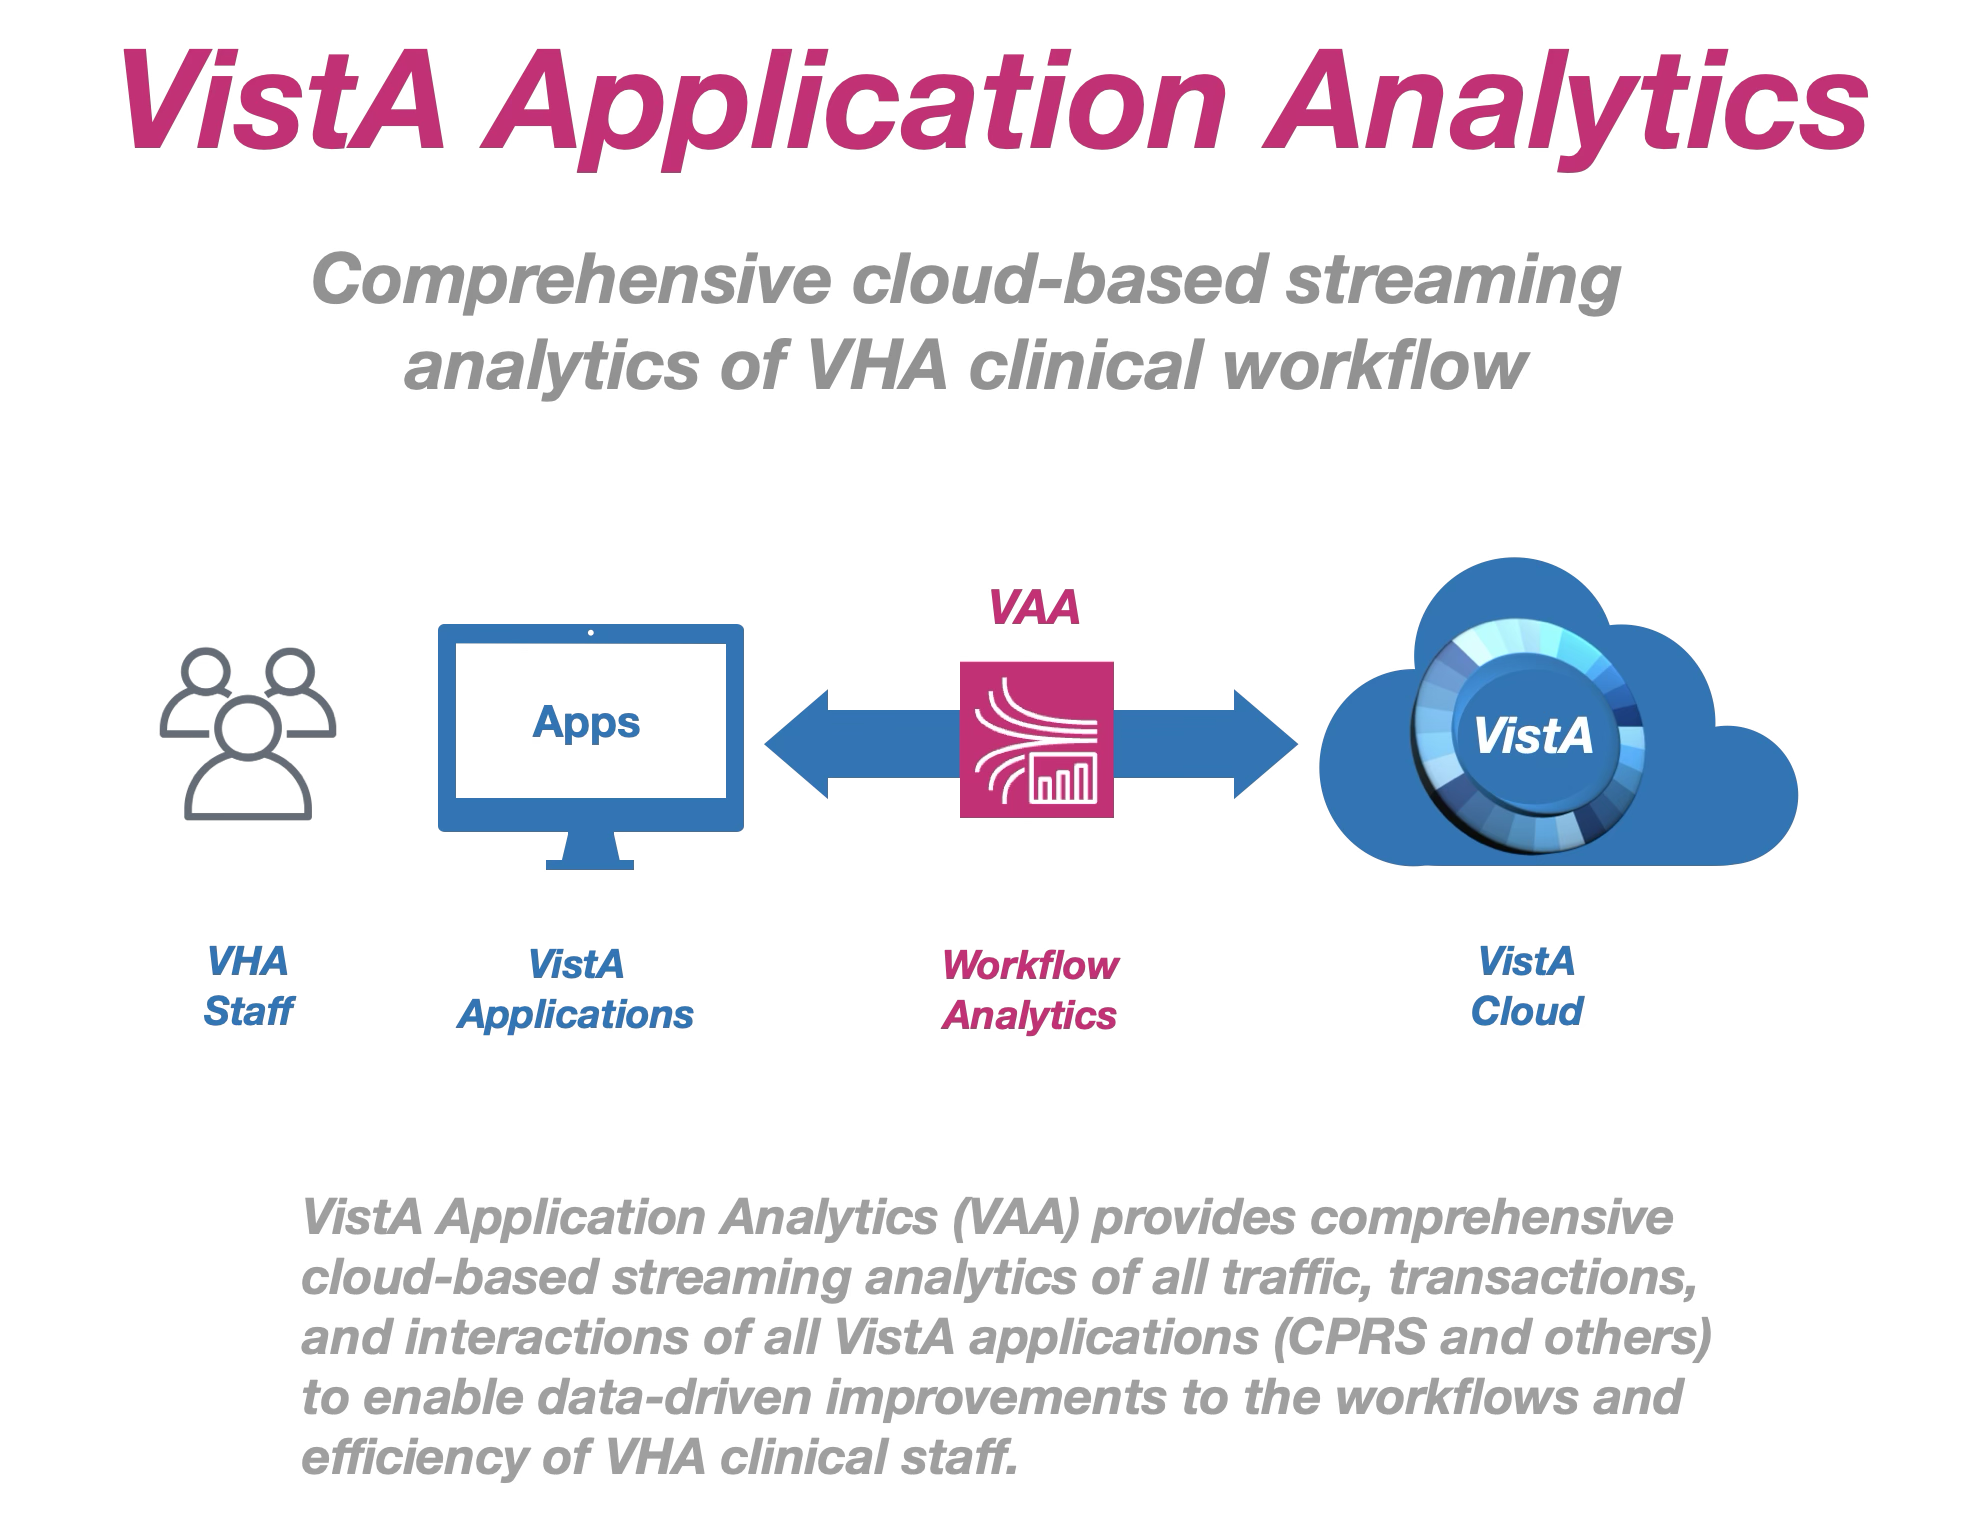 VistA Application Analytics
Comprehensive cloud-based streaming
analytics of VHA clinical workflow
VAA
Apps
VistA
VHA
Staff
VistA
Applications
Workflow
Analytics
VistA
Cloud
VistA Application Analytics (VAA) provides comprehensive
cloud-based streaming analytics of all traffic, transactions,
and interactions of all VistA applications (CPRS and others)
to enable data-driven improvements to the workflows and
efficiency of VHA clinical staff.